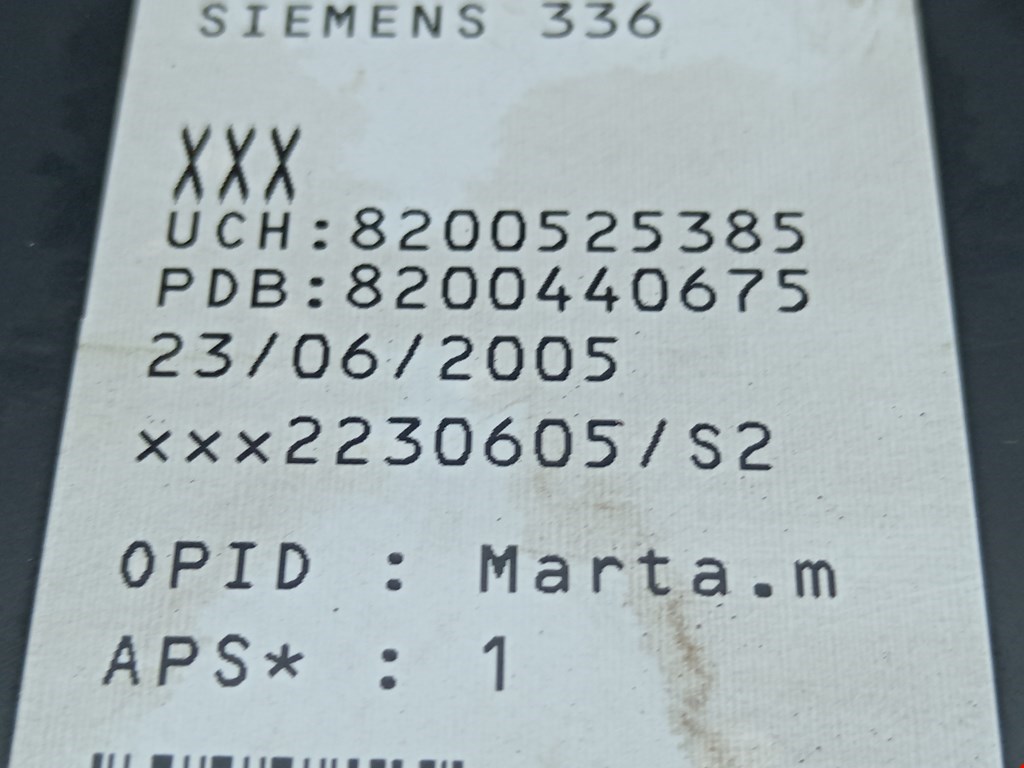 SIEMENS 336
XXX
UCH:8200525385
PDB:8200440675
23/06/2005
xxx2230605/S2
OPID : Marta.m
APS* : 1